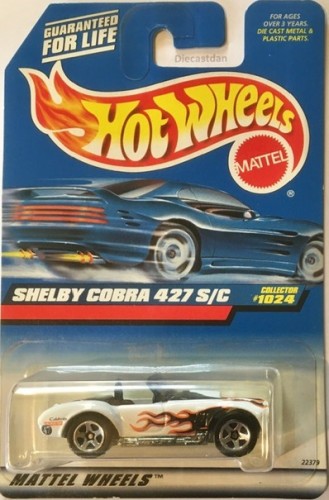 GUARANTEED
FOR LIFE
Diecastdan
FOR AGES
OVER 3 YEARS.
DIE CAST METAL &
PLASTIC PARTS.
HOT WHEELS
MATTEL
®
SHELBY COBRA 427 S/C
COLLECTOR
#1024
22379
MATTEL WHEELS™